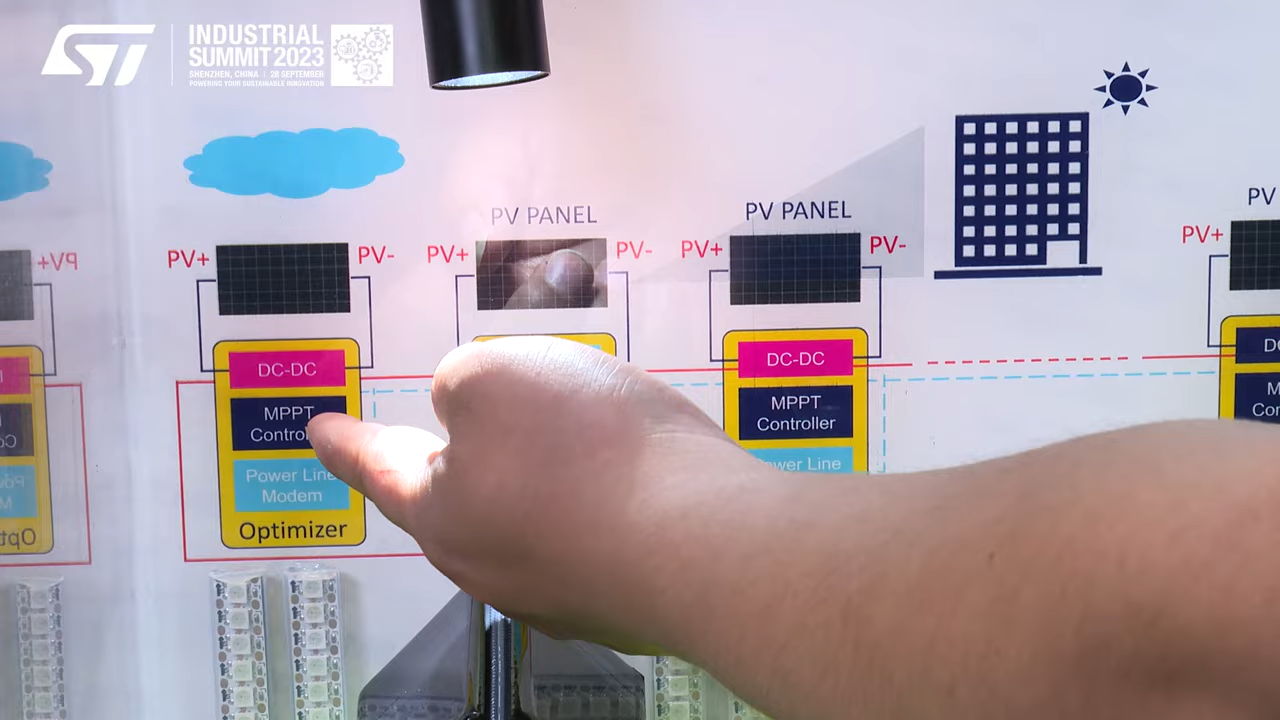 ST
INDUSTRIAL
SUMMIT 2023
SHENZHEN, CHINA | 28 SEPTEMBER
POWERING YOUR SUSTAINABLE INNOVATION
PV+
PV+
PV-
PV PANEL
PV+
PV-
PV PANEL
PV+
PV-
PV
PV+
DC-DC
MPPT
Control
Power Line
Modem
Optimizer
DC-DC
MPPT
Controller
wer Line